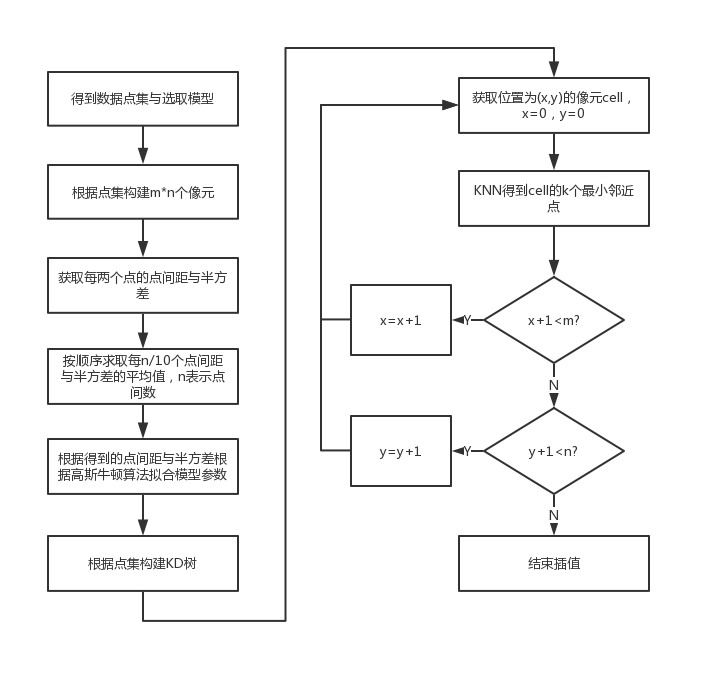 得到数据点集与选取模型
根据点集构建m*n个像元
获取每两个点的点间距与半方
差
按顺序求取每n/10个点间距
与半方差的平均值，n表示点
间数
根据得到的点间距与半方差根
据高斯牛顿算法拟合模型参数
根据点集构建KD树
获取位置为(x,y)的像元cell，
x=0，y=0
KNN得到cell的k个最小邻近
点
x+1<m?
Y
x=x+1
N
y+1<n?
Y
y=y+1
N
结束插值